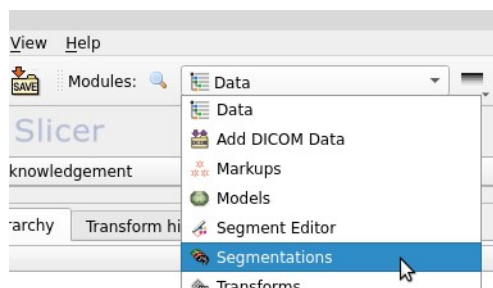 View Help
SAVE Modules: Data
Data
Slicer
Add DICOM Data
knowledgement
Markups
Models
rarchy Transform hi
Segment Editor
Segmentations
Transforms